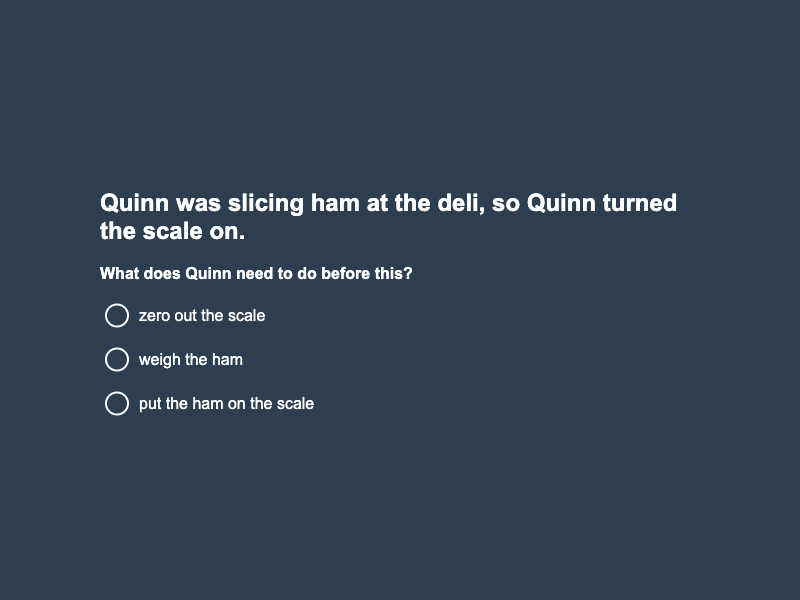 Quinn was slicing ham at the deli, so Quinn turned
the scale on.
What does Quinn need to do before this?
zero out the scale
weigh the ham
put the ham on the scale